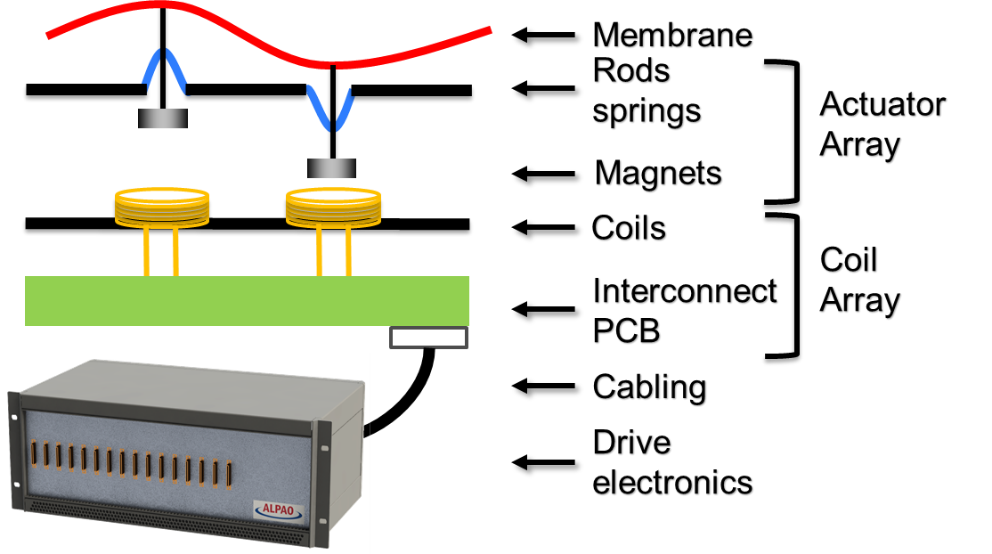 Membrane
Rods
springs
Actuator
Array
Magnets
Coils
Coil
Array
Interconnect
PCB
Cabling
Drive
electronics
ALPAO